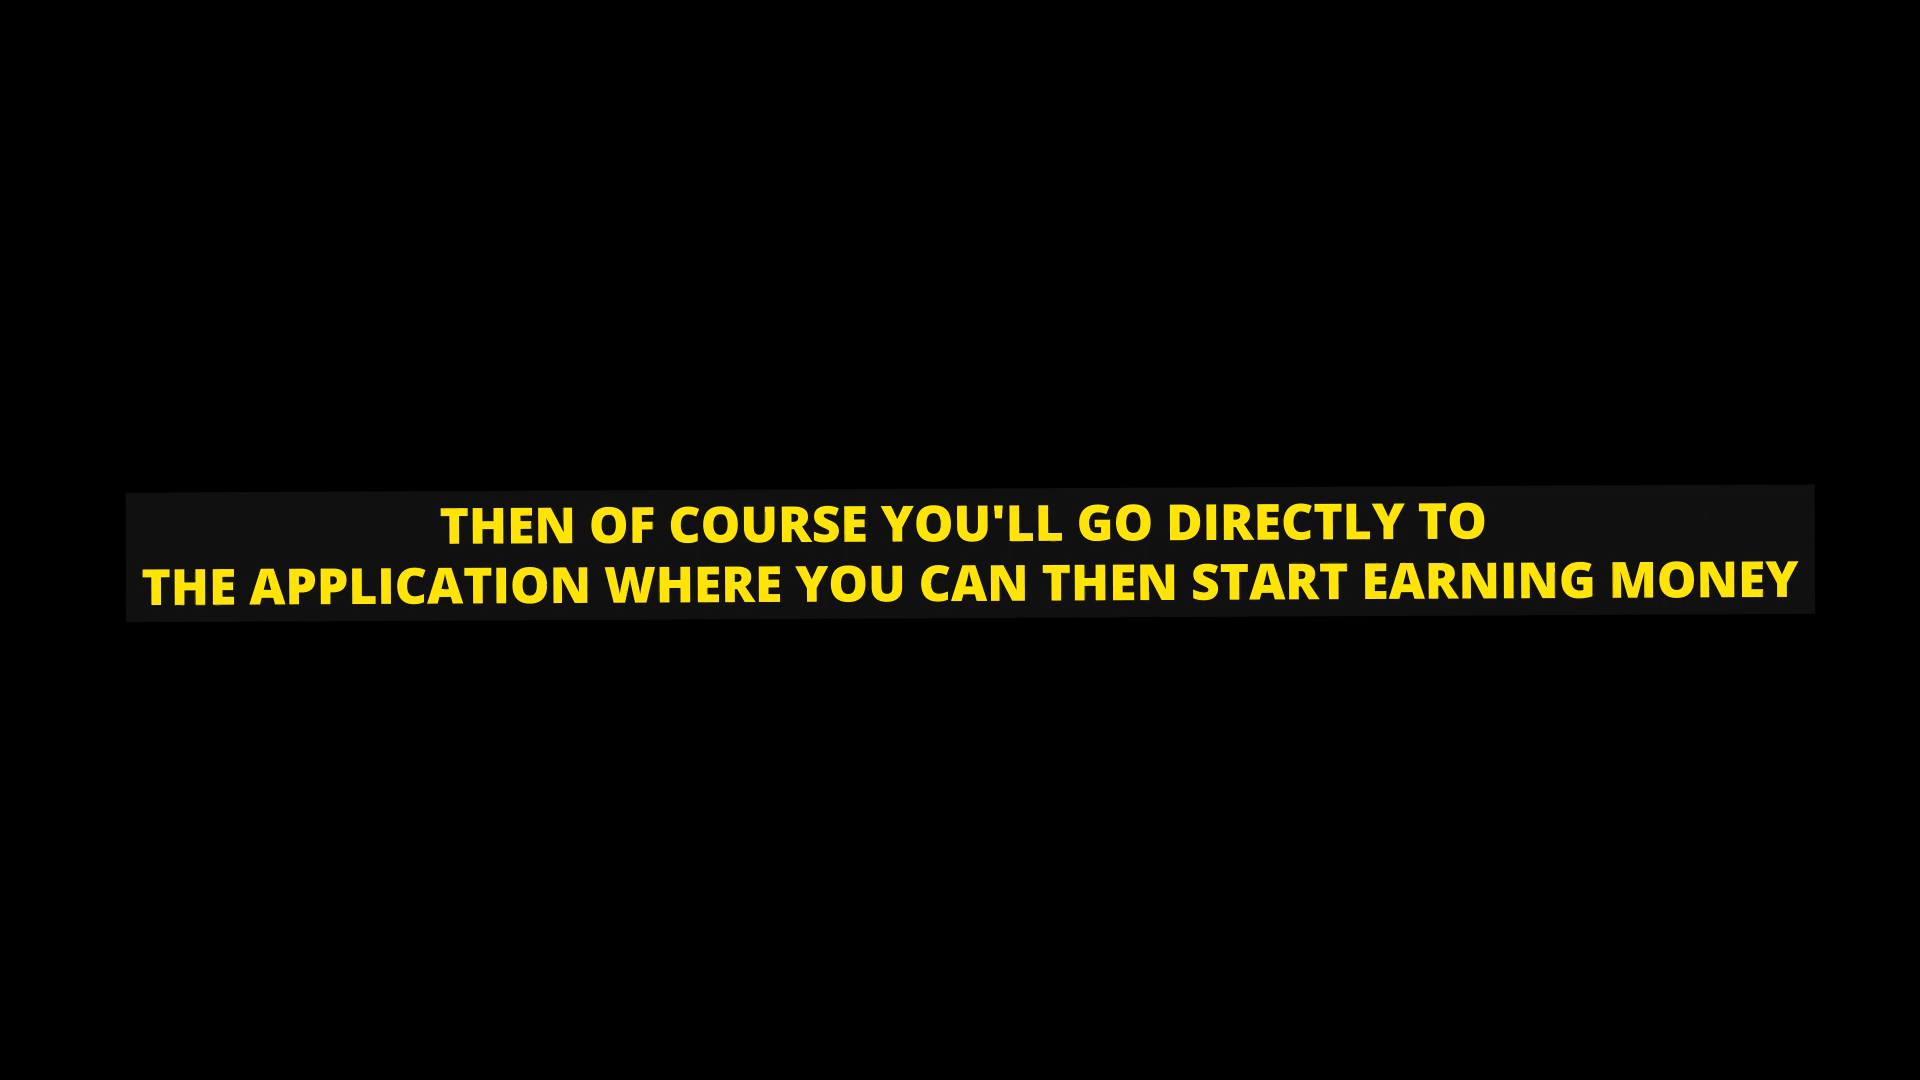 THEN OF COURSE YOU'LL GO DIRECTLY TO
THE APPLICATION WHERE YOU CAN THEN START EARNING MONEY